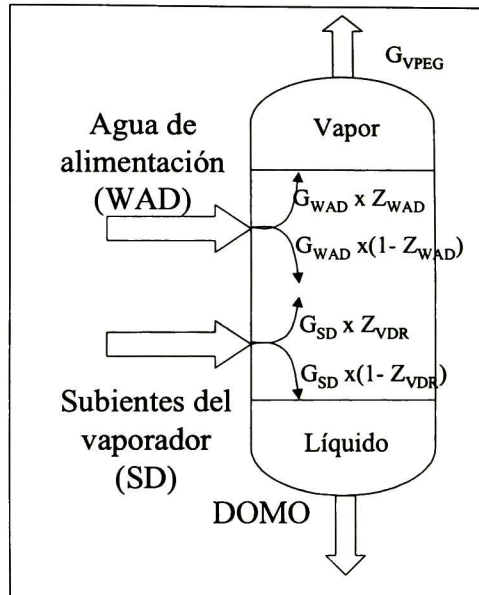 G_VPEG
Vapor
Agua de
alimentación
(WAD)
G_WAD x Z_WAD
G_WAD x(1- Z_WAD)
G_SD x Z_VDR
G_SD x(1- Z_VDR)
Subientes del
vaporador
(SD)
Líquido
DOMO